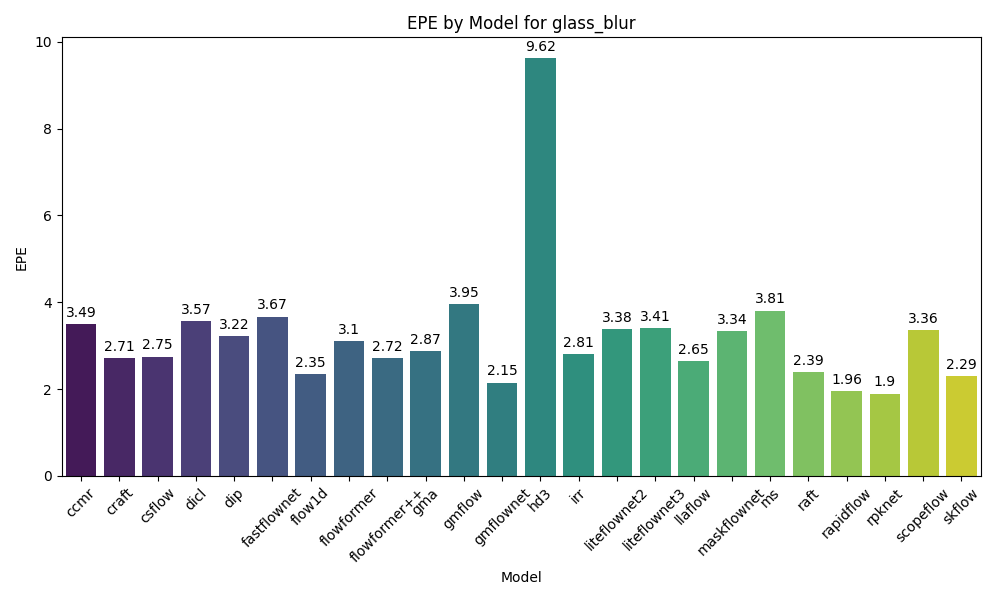 EPE by Model for glass_blur
EPE
10
8
6
4
2
0
3.49
2.71
2.75
3.57
3.22
3.67
2.35
3.1
2.72
2.87
3.95
2.15
9.62
2.81
3.38
3.41
2.65
3.34
3.81
2.39
1.96
1.9
3.36
2.29
ccmr
craft
csflow
dicl
dip
fastflownet
flow1d
flowformer
flowformer++
gma
gmflow
gmflownet
hd3
irr
liteflownet2
liteflownet3
llaflow
maskflownet
ms
raft
rapidflow
rpknet
scopeflow
skflow
Model